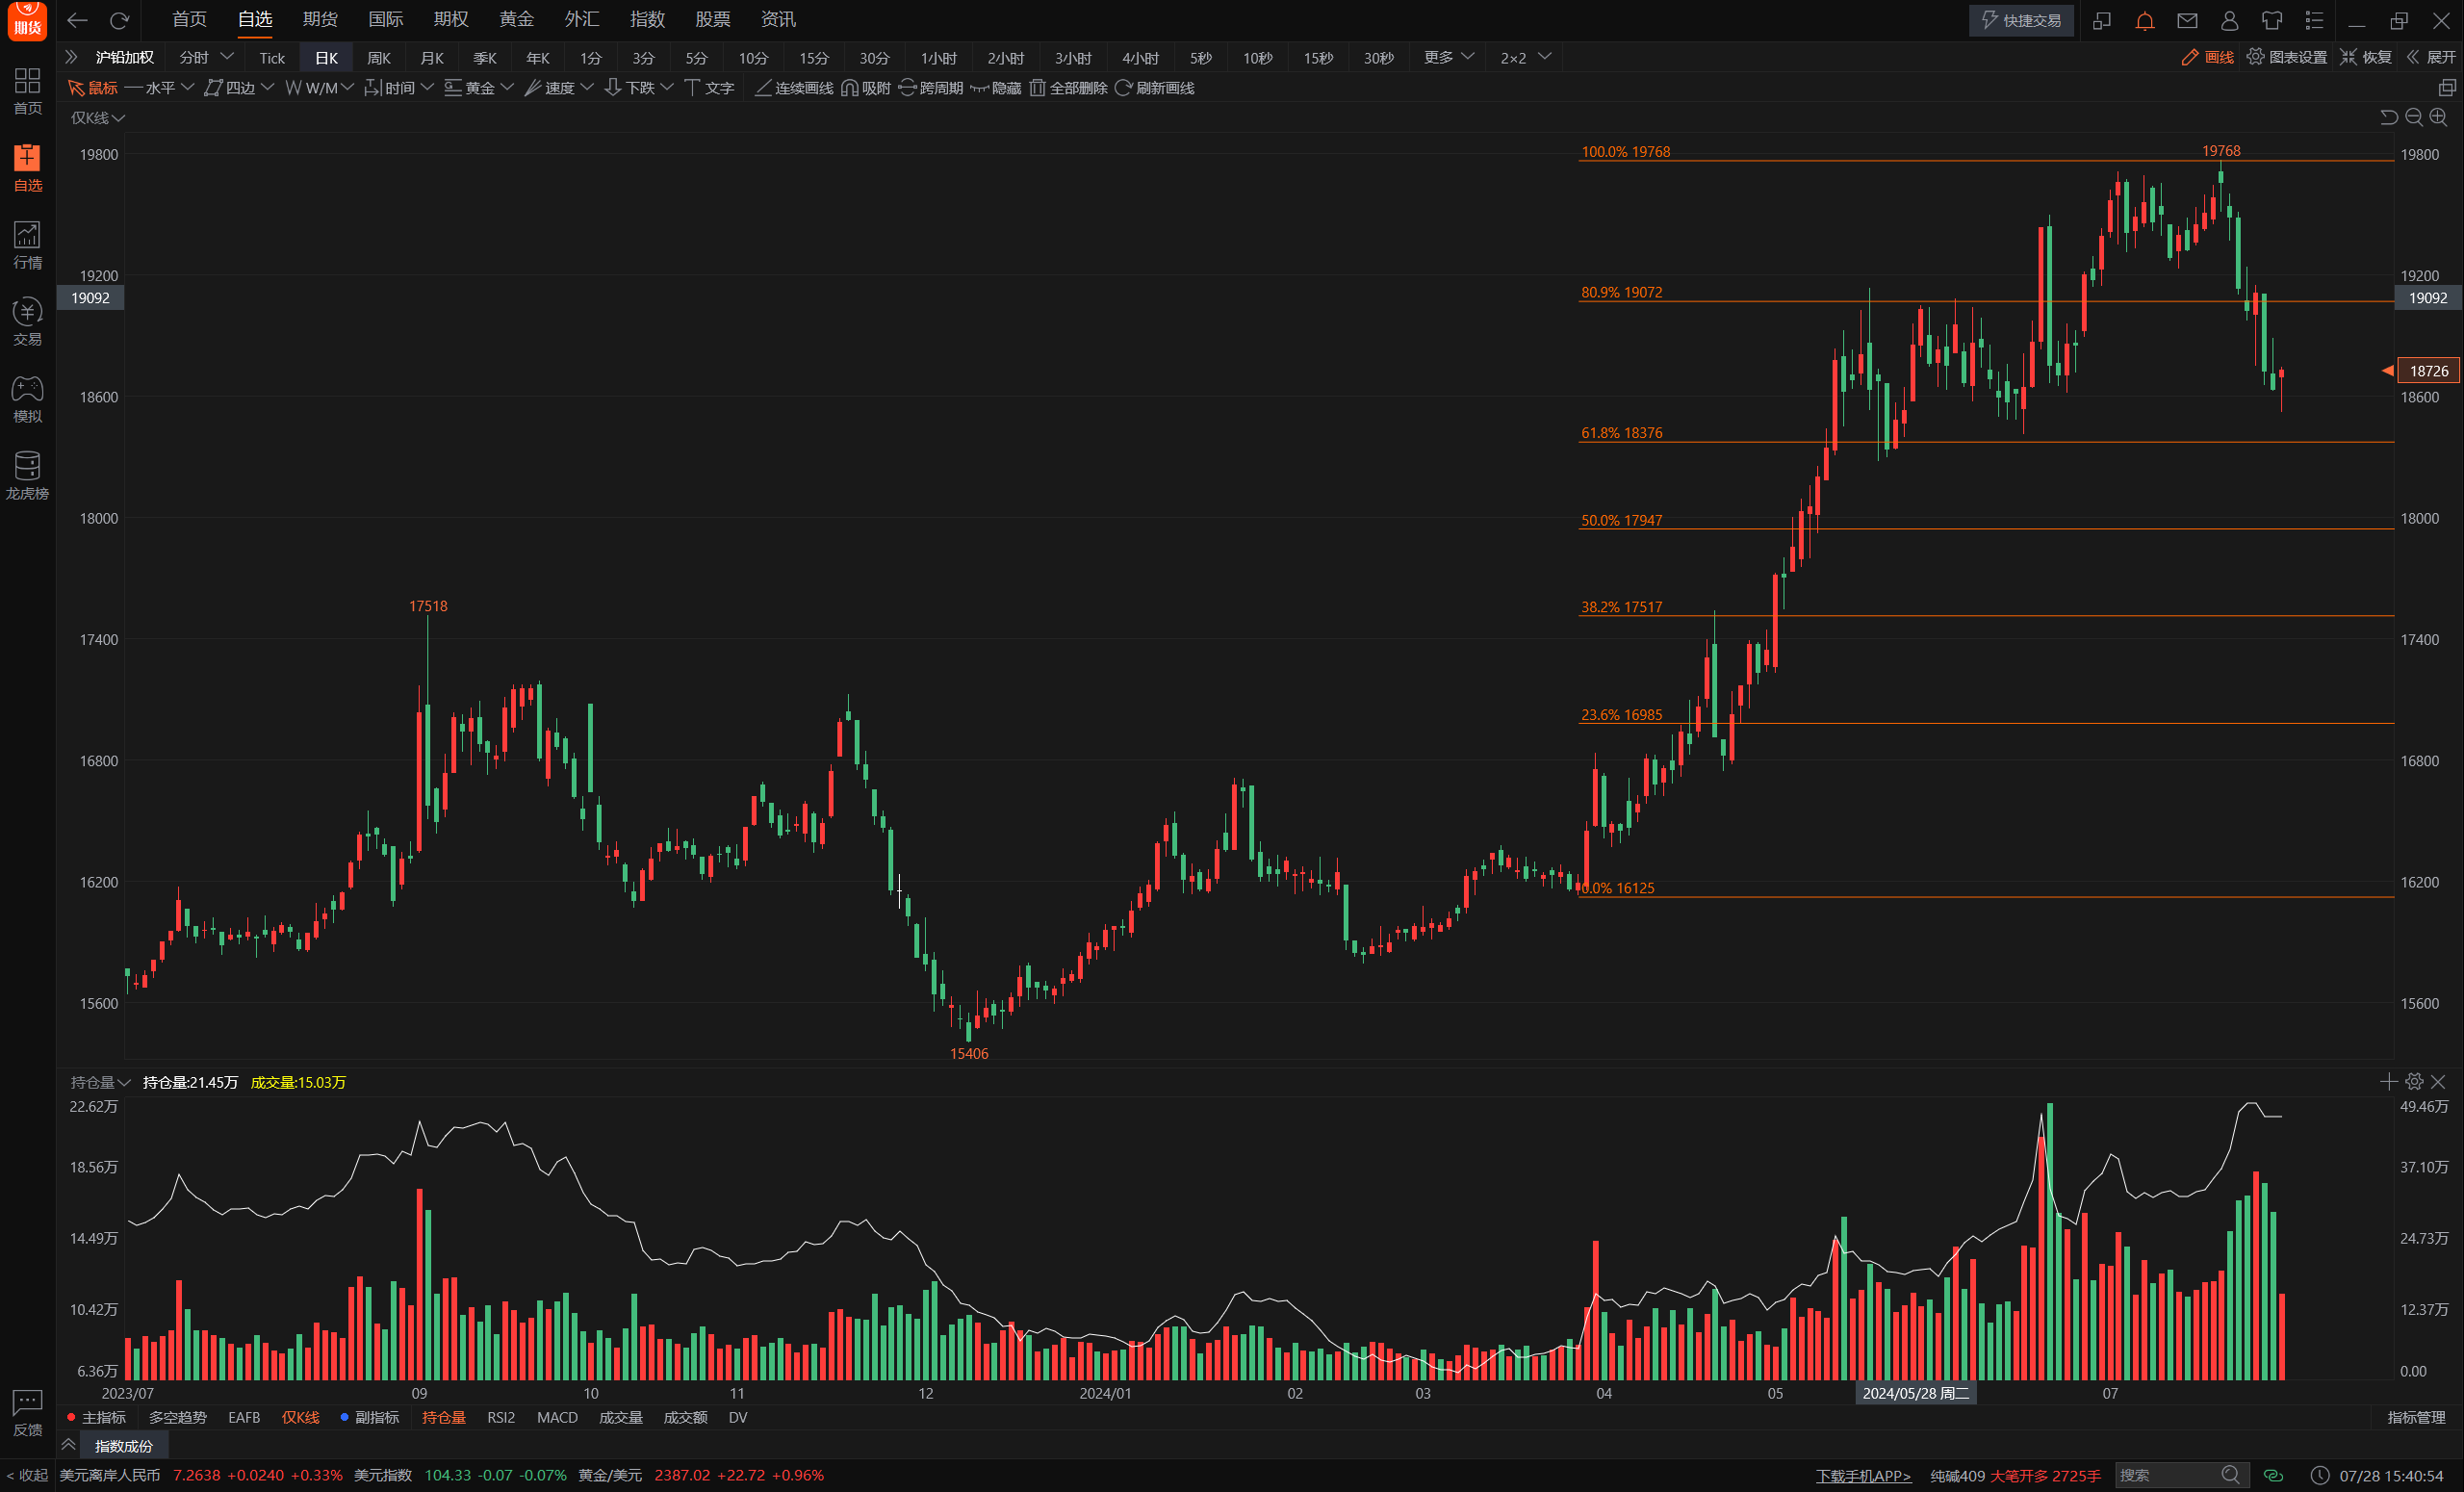 期货 首页 自选 期货 国际 期权 黄金 外汇 指数 股票 资讯 快捷交易
沪铅加权 分时 Tick 日K 周K 月K 季K 年K 1分 3分 5分 10分 15分 30分 1小时 2小时 3小时 4小时 5秒 10秒 15秒 30秒 更多 2×2 画线 图表设置 恢复 展开
鼠标 水平 四边 W/M 时间 黄金 速度 下跌 文字 连续画线 吸附 跨周期 隐藏 全部删除 刷新画线
首页
自选
行情
交易
模拟
龙虎榜
反馈
仅K线
19800 100.0% 19768 19768 19800
19200 19200
19092 80.9% 19072 19092
18726
18600 18600
61.8% 18376
18000 50.0% 17947 18000
17518 38.2% 17517
17400 17400
23.6% 16985
16800 16800
16200 0.0% 16125 16200
15600 15600
15406
持仓量 持仓量:21.45万 成交量:15.03万
22.62万 49.46万
18.56万 37.10万
14.49万 24.73万
10.42万 12.37万
6.36万 0.00
2023/07 09 10 11 12 2024/01 02 03 04 05 2024/05/28 周二 07
主指标 多空趋势 EAFB 仅K线 副指标 持仓量 RSI2 MACD 成交量 成交额 DV 指标管理
指数成份
< 收起 美元离岸人民币 7.2638 +0.0240 +0.33% 美元指数 104.33 -0.07 -0.07% 黄金/美元 2387.02 +22.72 +0.96% 下载手机APP> 纯碱409 大笔开多 2725手 搜索 07/28 15:40:54